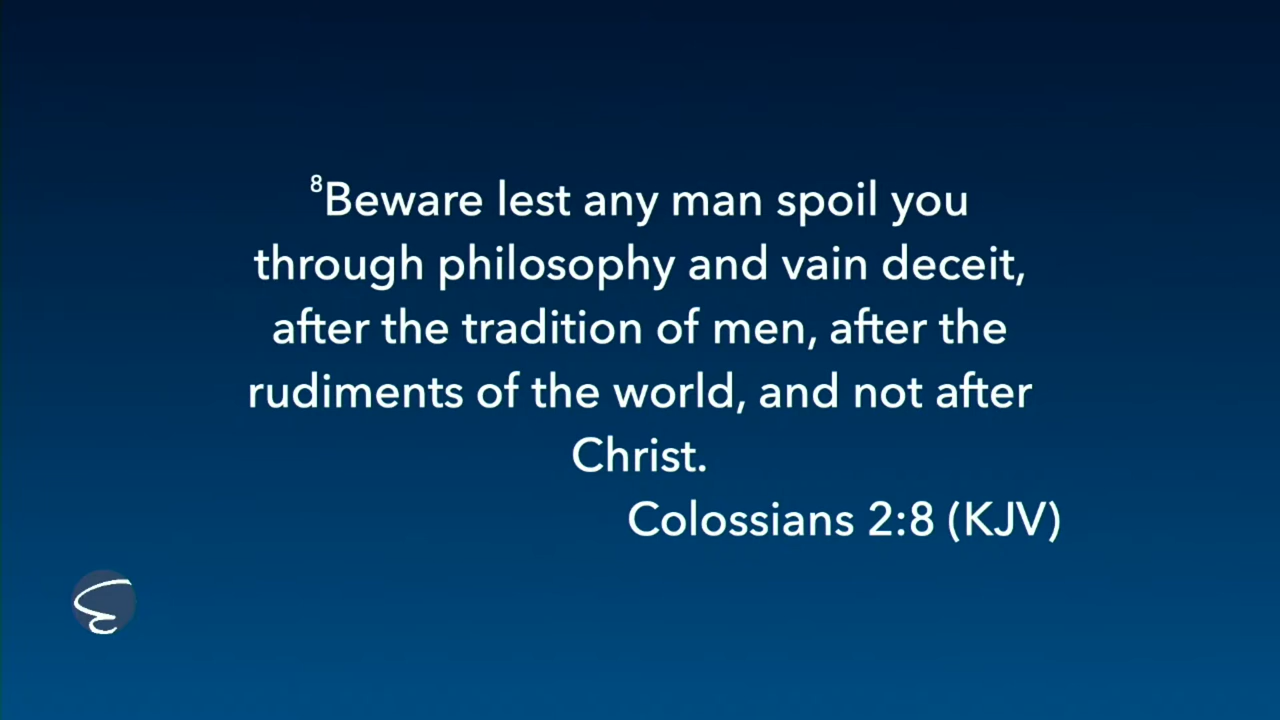 ⁸Beware lest any man spoil you
through philosophy and vain deceit,
after the tradition of men, after the
rudiments of the world, and not after
Christ.
Colossians 2:8 (KJV)